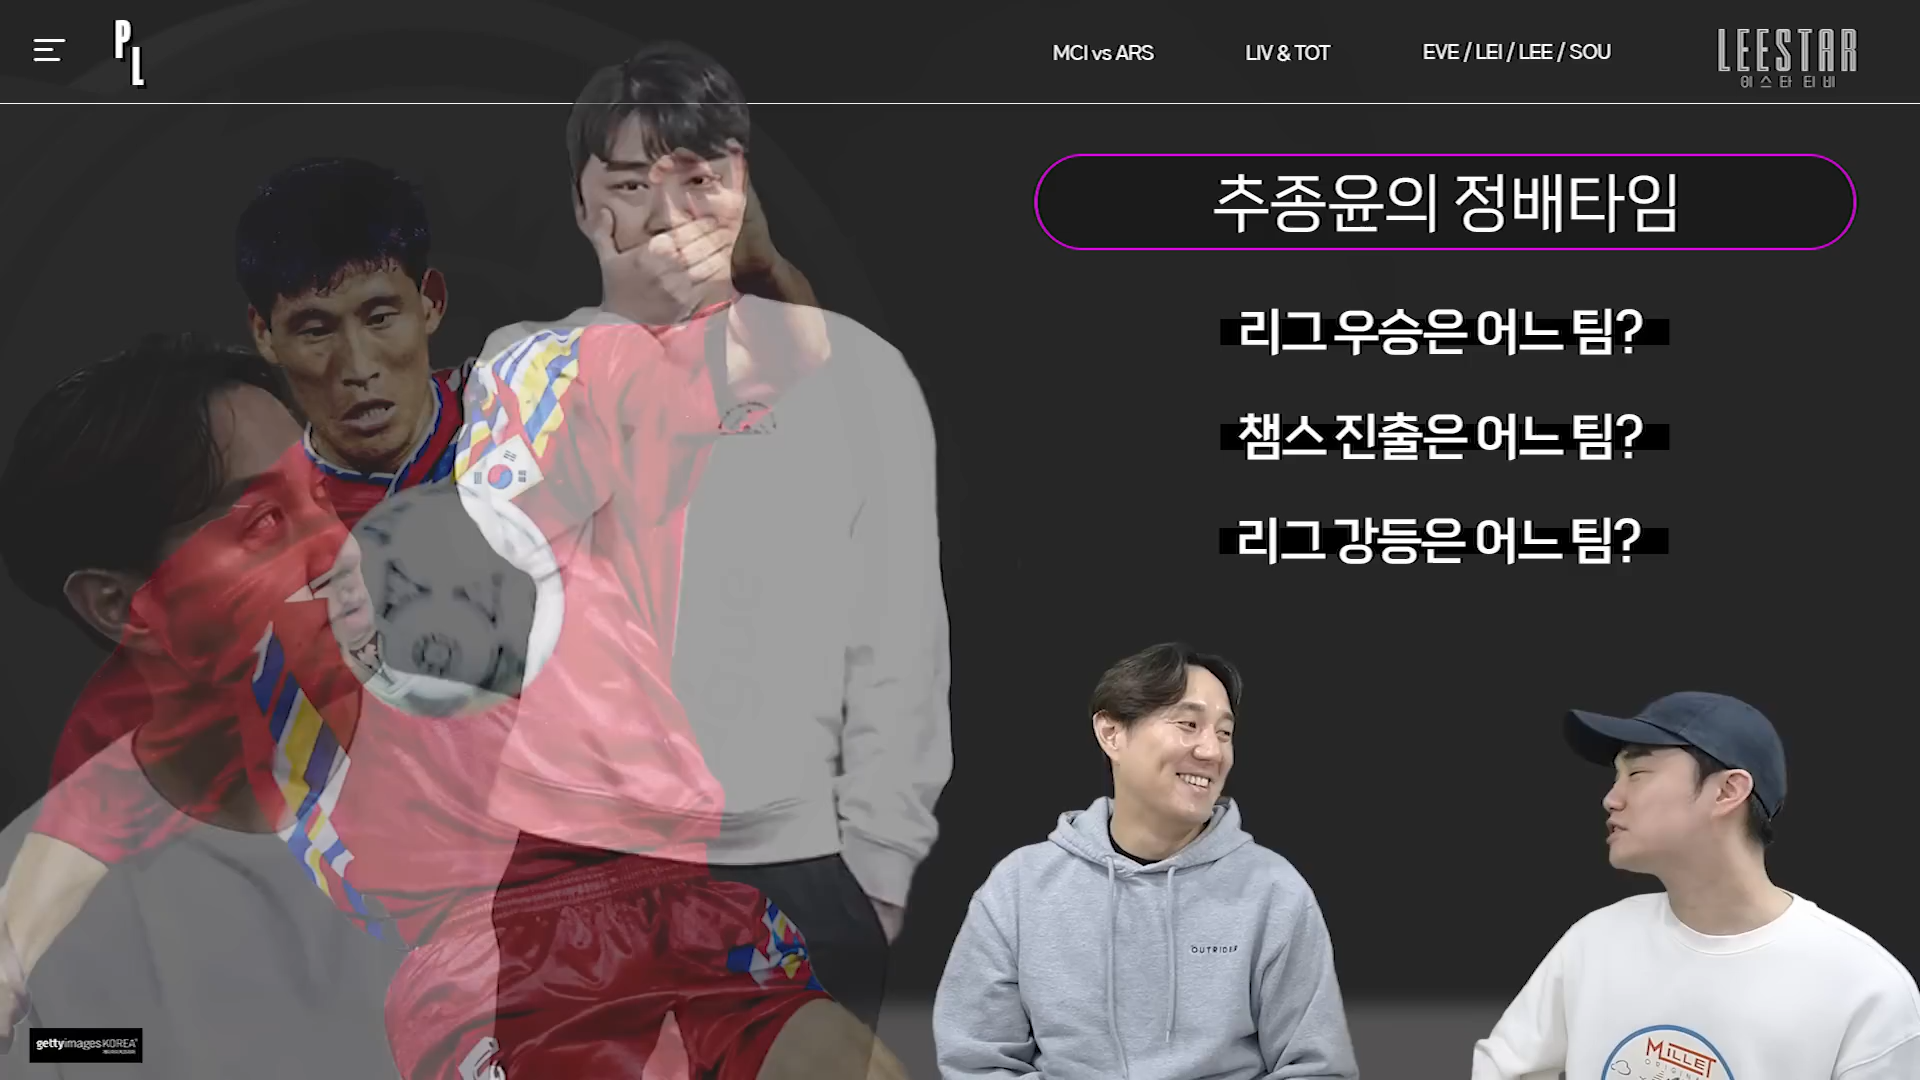 PL
MCI vs ARS
LIV & TOT
EVE / LEI / LEE / SOU
LEESTAR
이스타티비
추종윤의 정배타임
리그 우승은 어느 팀?
챔스 진출은 어느 팀?
리그 강등은 어느 팀?
OUTRIDER
MILLET
gettyimagesKOREA